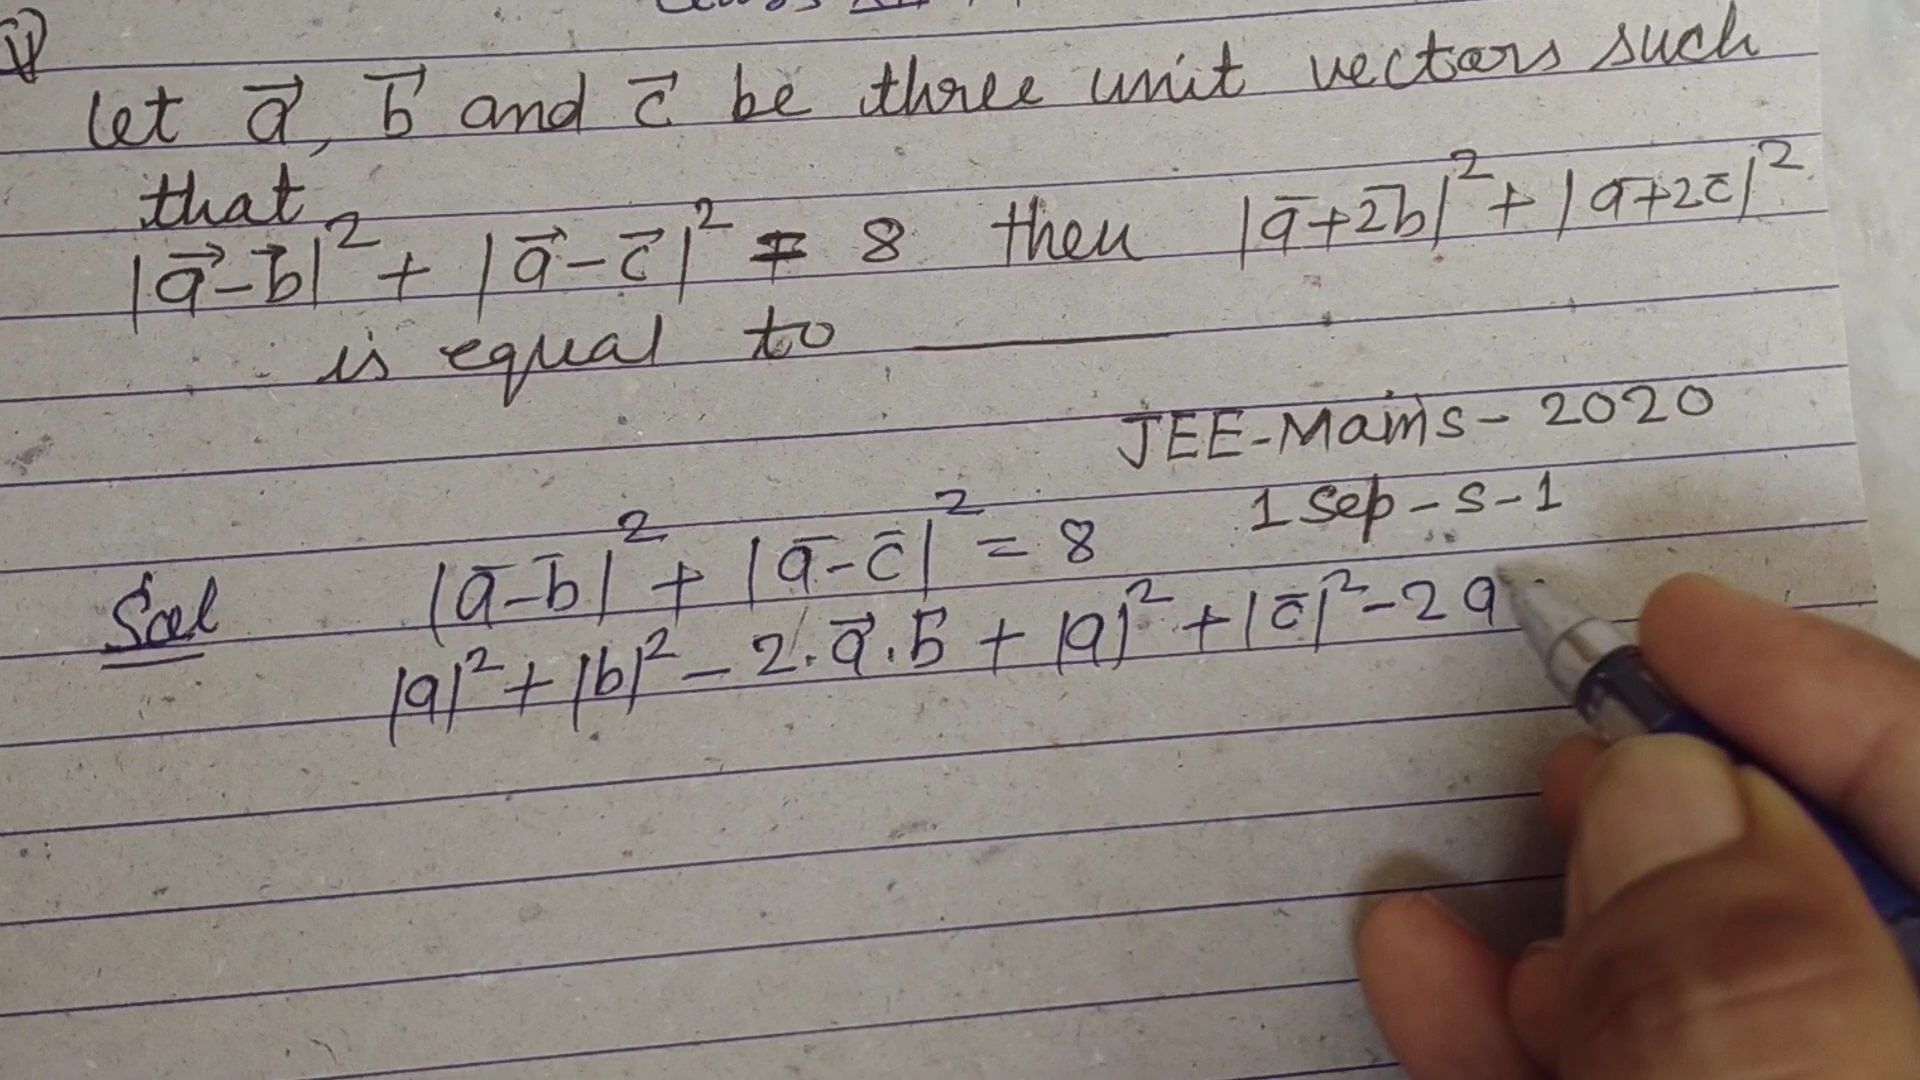 1)
Let a⃗, b⃗ and c⃗ be three unit vectors such
that
|a⃗-b⃗|² + |a⃗-c⃗|² = 8 then |a̅+2b̅|² + |a̅+2c̅|²
is equal to ______
JEE-Mains - 2020
1 Sep - S - 1
Sol |a̅-b̅|² + |a̅-c̅|² = 8
|a|² + |b|² - 2.a⃗.b̅ + |a|² + |c̅|² - 2a